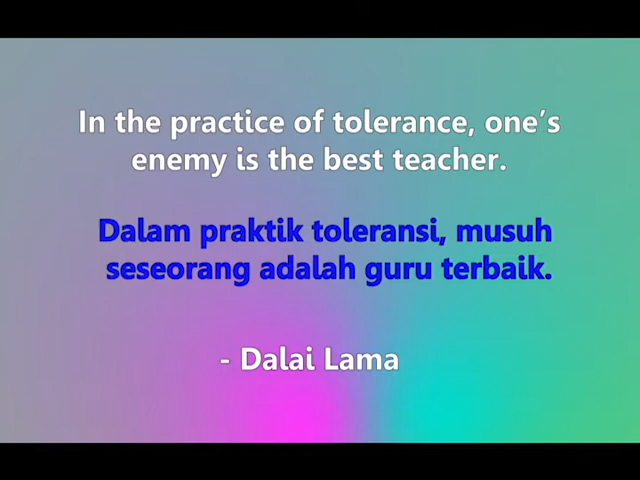 In the practice of tolerance, one's
enemy is the best teacher.
Dalam praktik toleransi, musuh
seseorang adalah guru terbaik.
- Dalai Lama